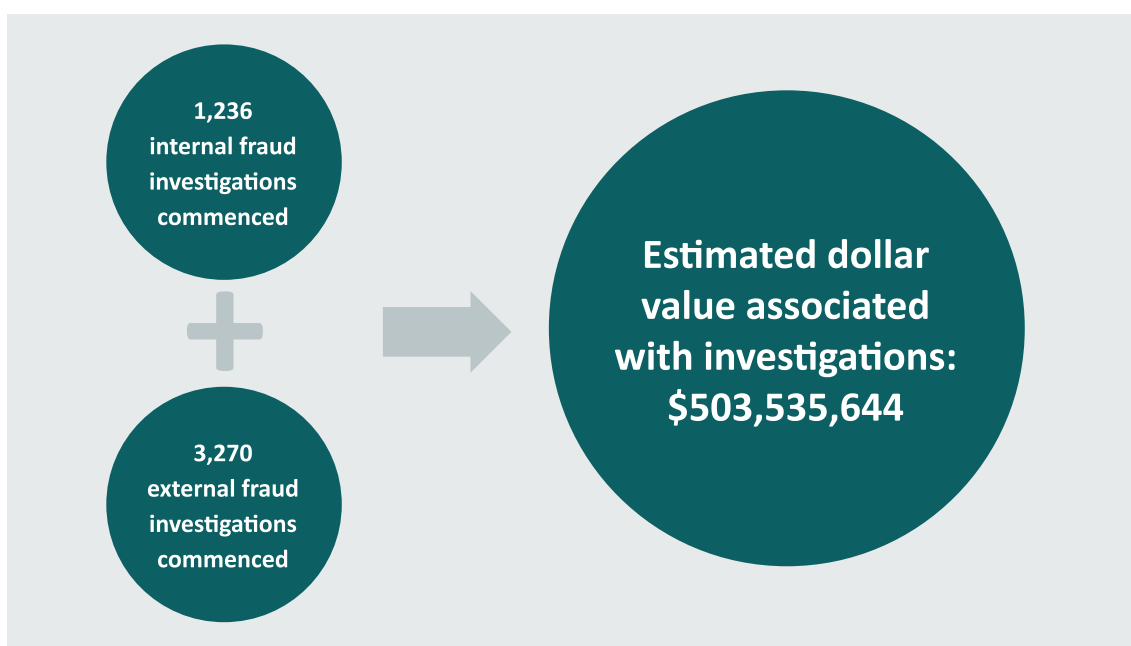 1,236
internal fraud
investigations
commenced
3,270
external fraud
investigations
commenced
Estimated dollar
value associated
with investigations:
$503,535,644